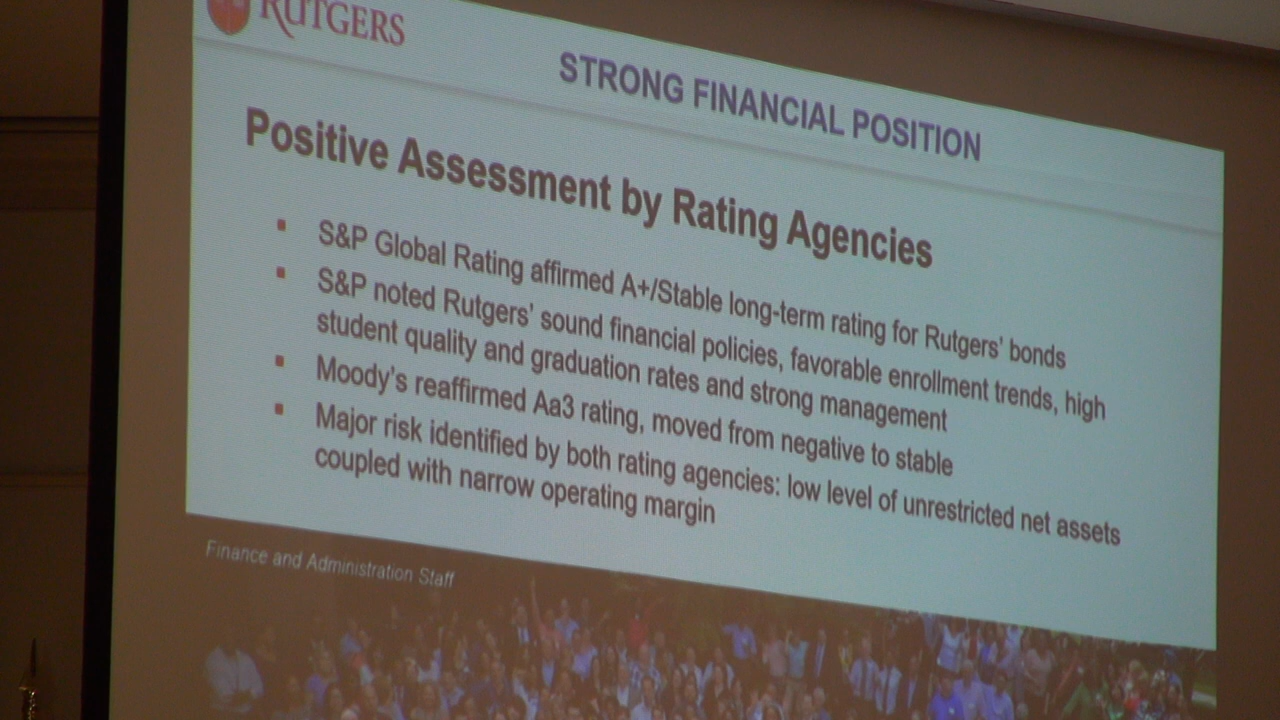 RUTGERS
STRONG FINANCIAL POSITION
Positive Assessment by Rating Agencies
▪ S&P Global Rating affirmed A+/Stable long-term rating for Rutgers' bonds
▪ S&P noted Rutgers' sound financial policies, favorable enrollment trends, high
student quality and graduation rates and strong management
▪ Moody's reaffirmed Aa3 rating, moved from negative to stable
▪ Major risk identified by both rating agencies: low level of unrestricted net assets
coupled with narrow operating margin
Finance and Administration Staff